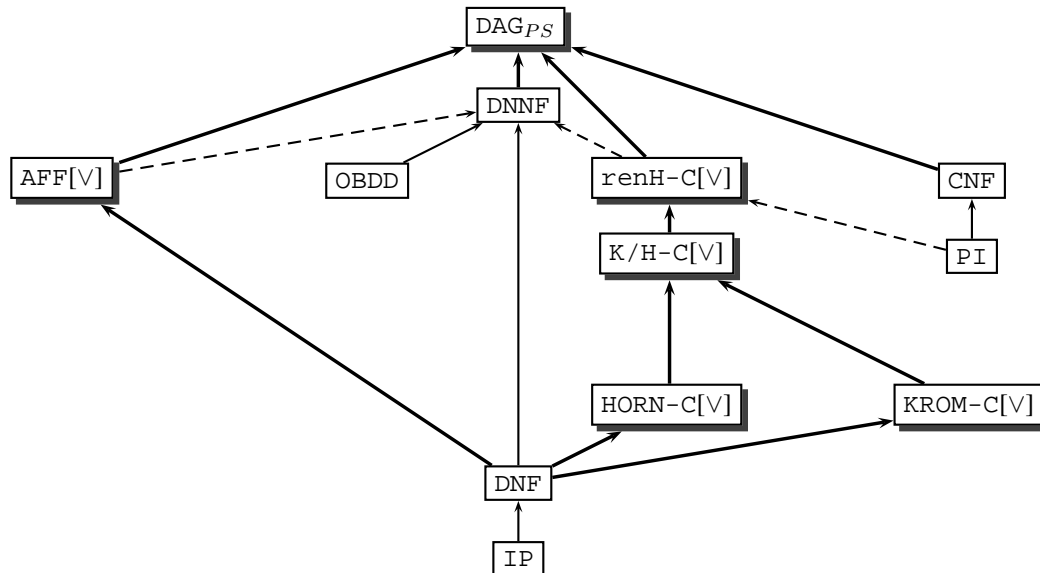 DAG_PS
DNNF
AFF[∨]
OBDD
renH-C[∨]
CNF
K/H-C[∨]
PI
HORN-C[∨]
KROM-C[∨]
DNF
IP